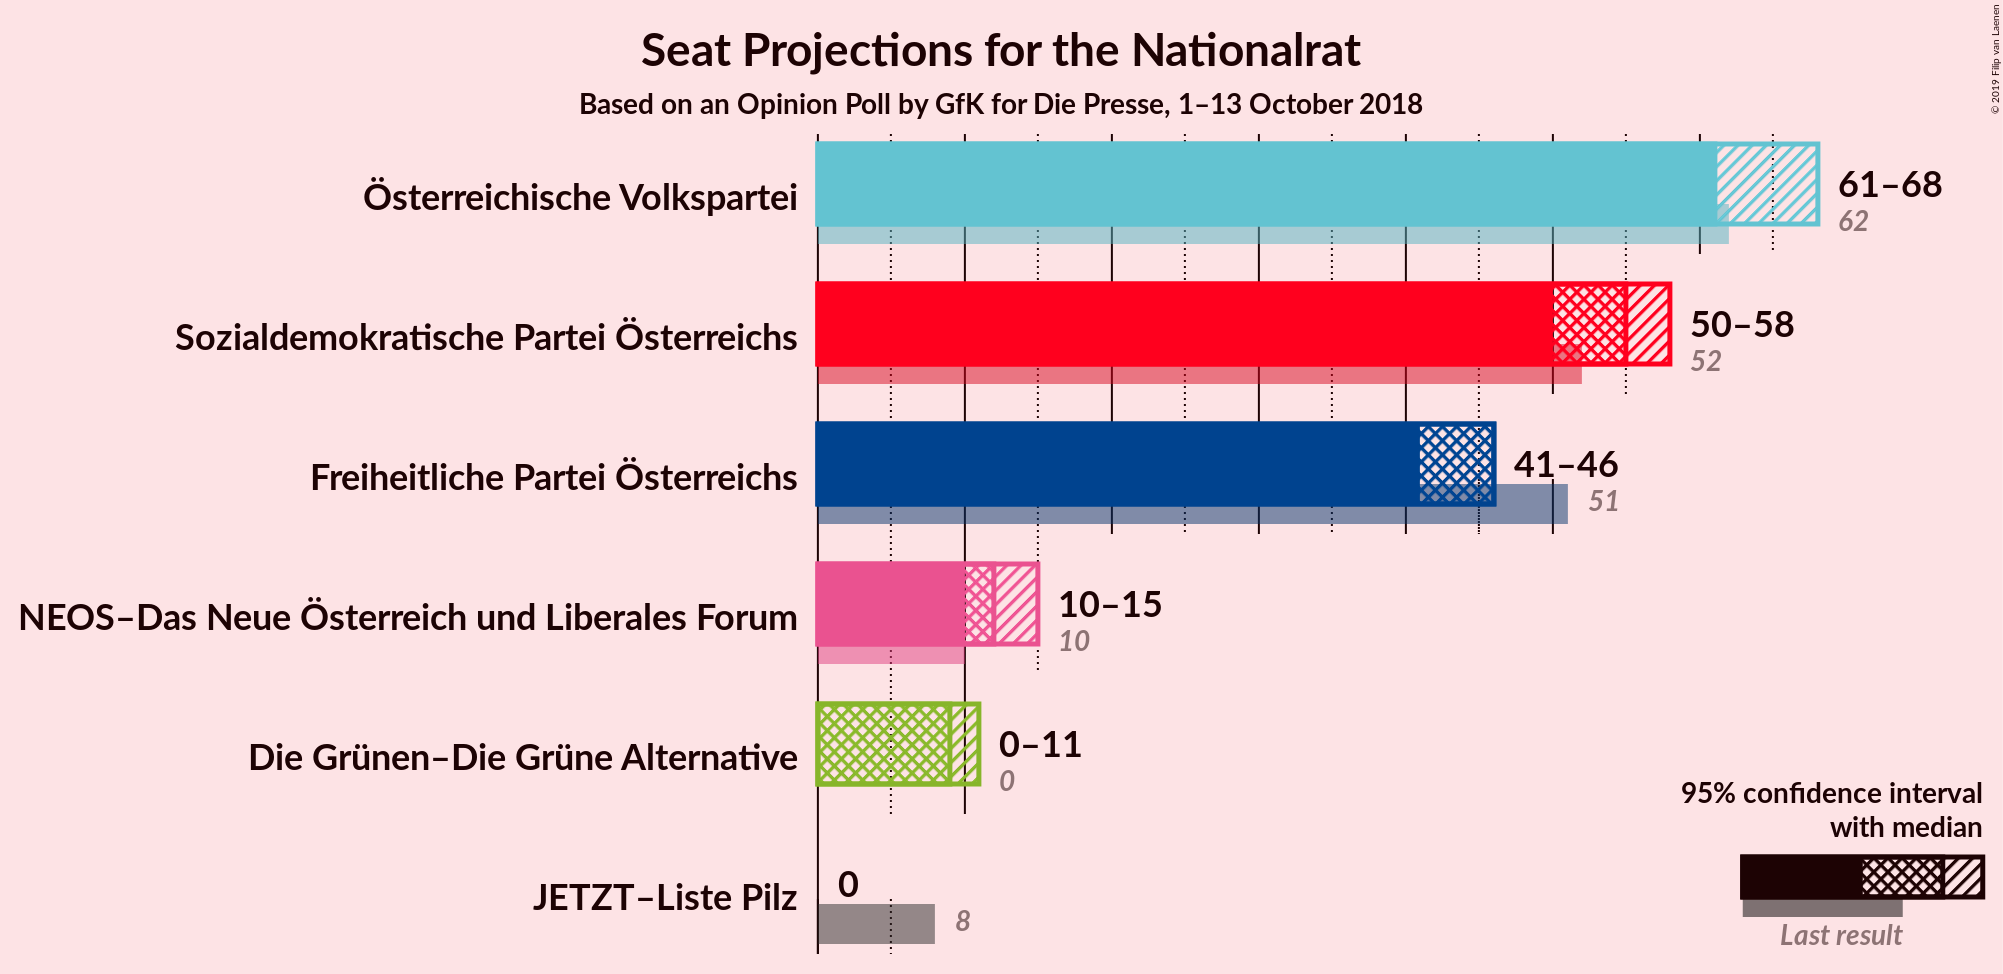 Seat Projections for the Nationalrat
Based on an Opinion Poll by GfK for Die Presse, 1–13 October 2018
© 2019 Filip van Laenen
Österreichische Volkspartei
61–68
62
Sozialdemokratische Partei Österreichs
50–58
52
Freiheitliche Partei Österreichs
41–46
51
NEOS–Das Neue Österreich und Liberales Forum
10–15
10
Die Grünen–Die Grüne Alternative
0–11
0
JETZT–Liste Pilz
0
8
95% confidence interval
with median
Last result